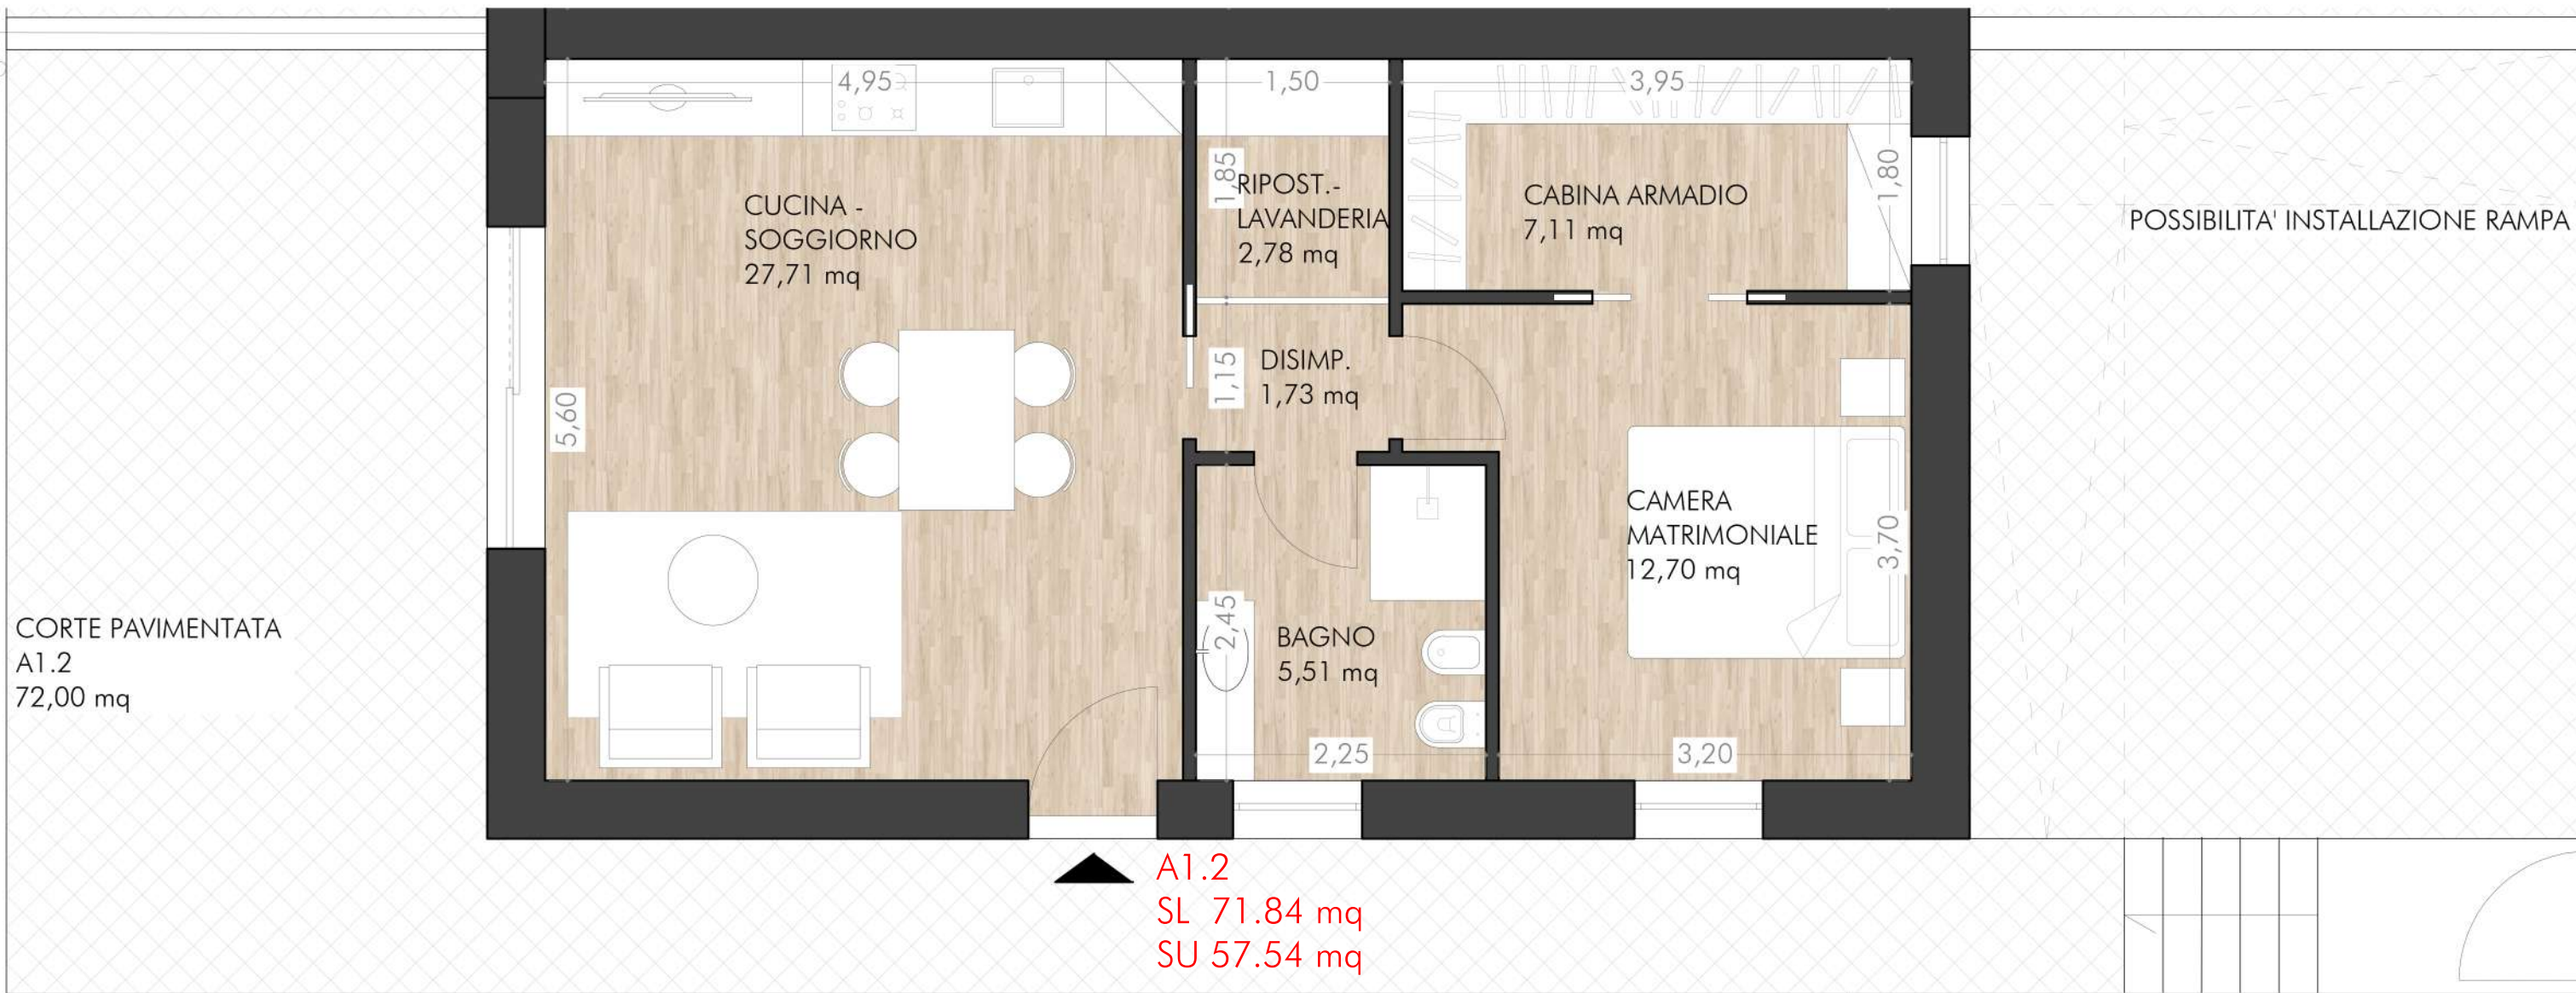 4,95
1,50
3,95
1,85
1,80
CUCINA -
SOGGIORNO
27,71 mq
RIPOST.-
LAVANDERIA
2,78 mq
CABINA ARMADIO
7,11 mq
POSSIBILITA' INSTALLAZIONE RAMPA
5,60
1,15
DISIMP.
1,73 mq
CAMERA
MATRIMONIALE
12,70 mq
3,70
CORTE PAVIMENTATA
A1.2
72,00 mq
2,45
BAGNO
5,51 mq
2,25
3,20
A1.2
SL 71.84 mq
SU 57.54 mq